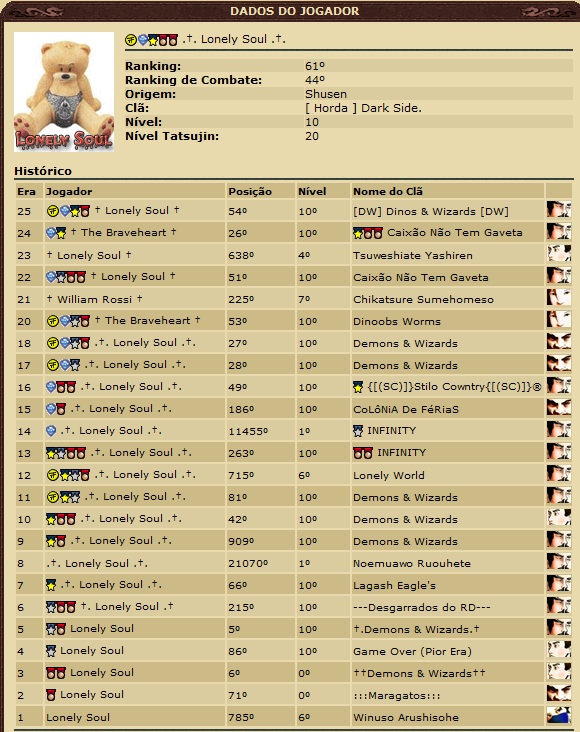 DADOS DO JOGADOR
.†. Lonely Soul .†.
Ranking: 61º
Ranking de Combate: 44º
Origem: Shusen
Clã: [ Horda ] Dark Side.
Nível: 10
Nível Tatsujin: 20
Lonely Soul
Histórico
Era Jogador Posição Nível Nome do Clã
25 † Lonely Soul † 54º 10º [DW] Dinos & Wizards [DW]
24 † The Braveheart † 26º 10º Caixão Não Tem Gaveta
23 † Lonely Soul † 638º 4º Tsuweshiate Yashiren
22 † Lonely Soul † 51º 10º Caixão Não Tem Gaveta
21 † William Rossi † 225º 7º Chikatsure Sumehomeso
20 † The Braveheart † 53º 10º Dinoobs Worms
18 .†. Lonely Soul .†. 27º 10º Demons & Wizards
17 .†. Lonely Soul .†. 28º 10º Demons & Wizards
16 .†. Lonely Soul .†. 49º 10º {[(SC)]}Stilo Cowntry{[(SC)]}®
15 .†. Lonely Soul .†. 186º 10º CoLôNiA De FéRiaS
14 .†. Lonely Soul .†. 11455º 1º INFINITY
13 .†. Lonely Soul .†. 263º 10º INFINITY
12 .†. Lonely Soul .†. 715º 6º Lonely World
11 .†. Lonely Soul .†. 81º 10º Demons & Wizards
10 .†. Lonely Soul .†. 42º 10º Demons & Wizards
9 .†. Lonely Soul .†. 909º 10º Demons & Wizards
8 .†. Lonely Soul .†. 21070º 1º Noemuawo Ruouhete
7 .†. Lonely Soul .†. 66º 10º Lagash Eagle's
6 †. Lonely Soul .† 215º 10º ---Desgarrados do RD---
5 Lonely Soul 5º 10º †.Demons & Wizards.†
4 Lonely Soul 86º 10º Game Over (Pior Era)
3 Lonely Soul 6º 0º ††Demons & Wizards††
2 Lonely Soul 71º 0º :::Maragatos:::
1 Lonely Soul 785º 6º Winuso Arushisohe